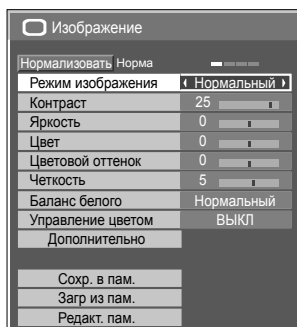 Изображение
Нормализовать Норма
Режим изображения Нормальный
Контраст 25
Яркость 0
Цвет 0
Цветовой оттенок 0
Четкость 5
Баланс белого Нормальный
Управление цветом ВЫКЛ
Дополнительно
Сохр. в пам.
Загр из пам.
Редакт. пам.